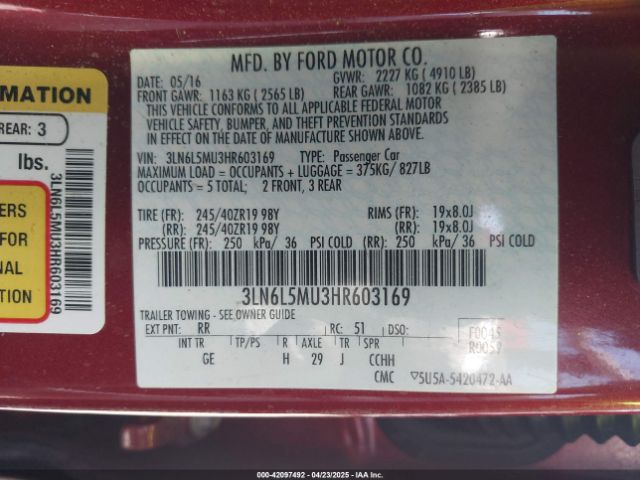 MFD. BY FORD MOTOR CO.
DATE: 05/16 GVWR: 2227 KG ( 4910 LB)
FRONT GAWR: 1163 KG ( 2565 LB) REAR GAWR: 1082 KG ( 2385 LB)
THIS VEHICLE CONFORMS TO ALL APPLICABLE FEDERAL MOTOR
VEHICLE SAFETY, BUMPER, AND THEFT PREVENTION STANDARDS
IN EFFECT ON THE DATE OF MANUFACTURE SHOWN ABOVE.
VIN: 3LN6L5MU3HR603169 TYPE: Passenger Car
MAXIMUM LOAD = OCCUPANTS + LUGGAGE = 375KG/ 827LB
OCCUPANTS = 5 TOTAL; 2 FRONT, 3 REAR
TIRE (FR): 245/40ZR19 98Y RIMS (FR): 19x8.0J
(RR): 245/40ZR19 98Y (RR): 19x8.0J
PRESSURE (FR): 250 kPa/ 36 PSI COLD (RR): 250 kPa/ 36 PSI COLD
3LN6L5MU3HR603169
TRAILER TOWING - SEE OWNER GUIDE
EXT PNT: RR RC: 51 DSO: F0045
INT TR TP/PS R AXLE TR SPR R0059
GE H 29 J CCHH
CMC ▽5U5A-5420472-AA
RMATION
REAR: 3
lbs.
ERS
FOR
NAL
ION
3LN6L5MU3HR603169
000-42097492 - 04/23/2025 - IAA Inc.